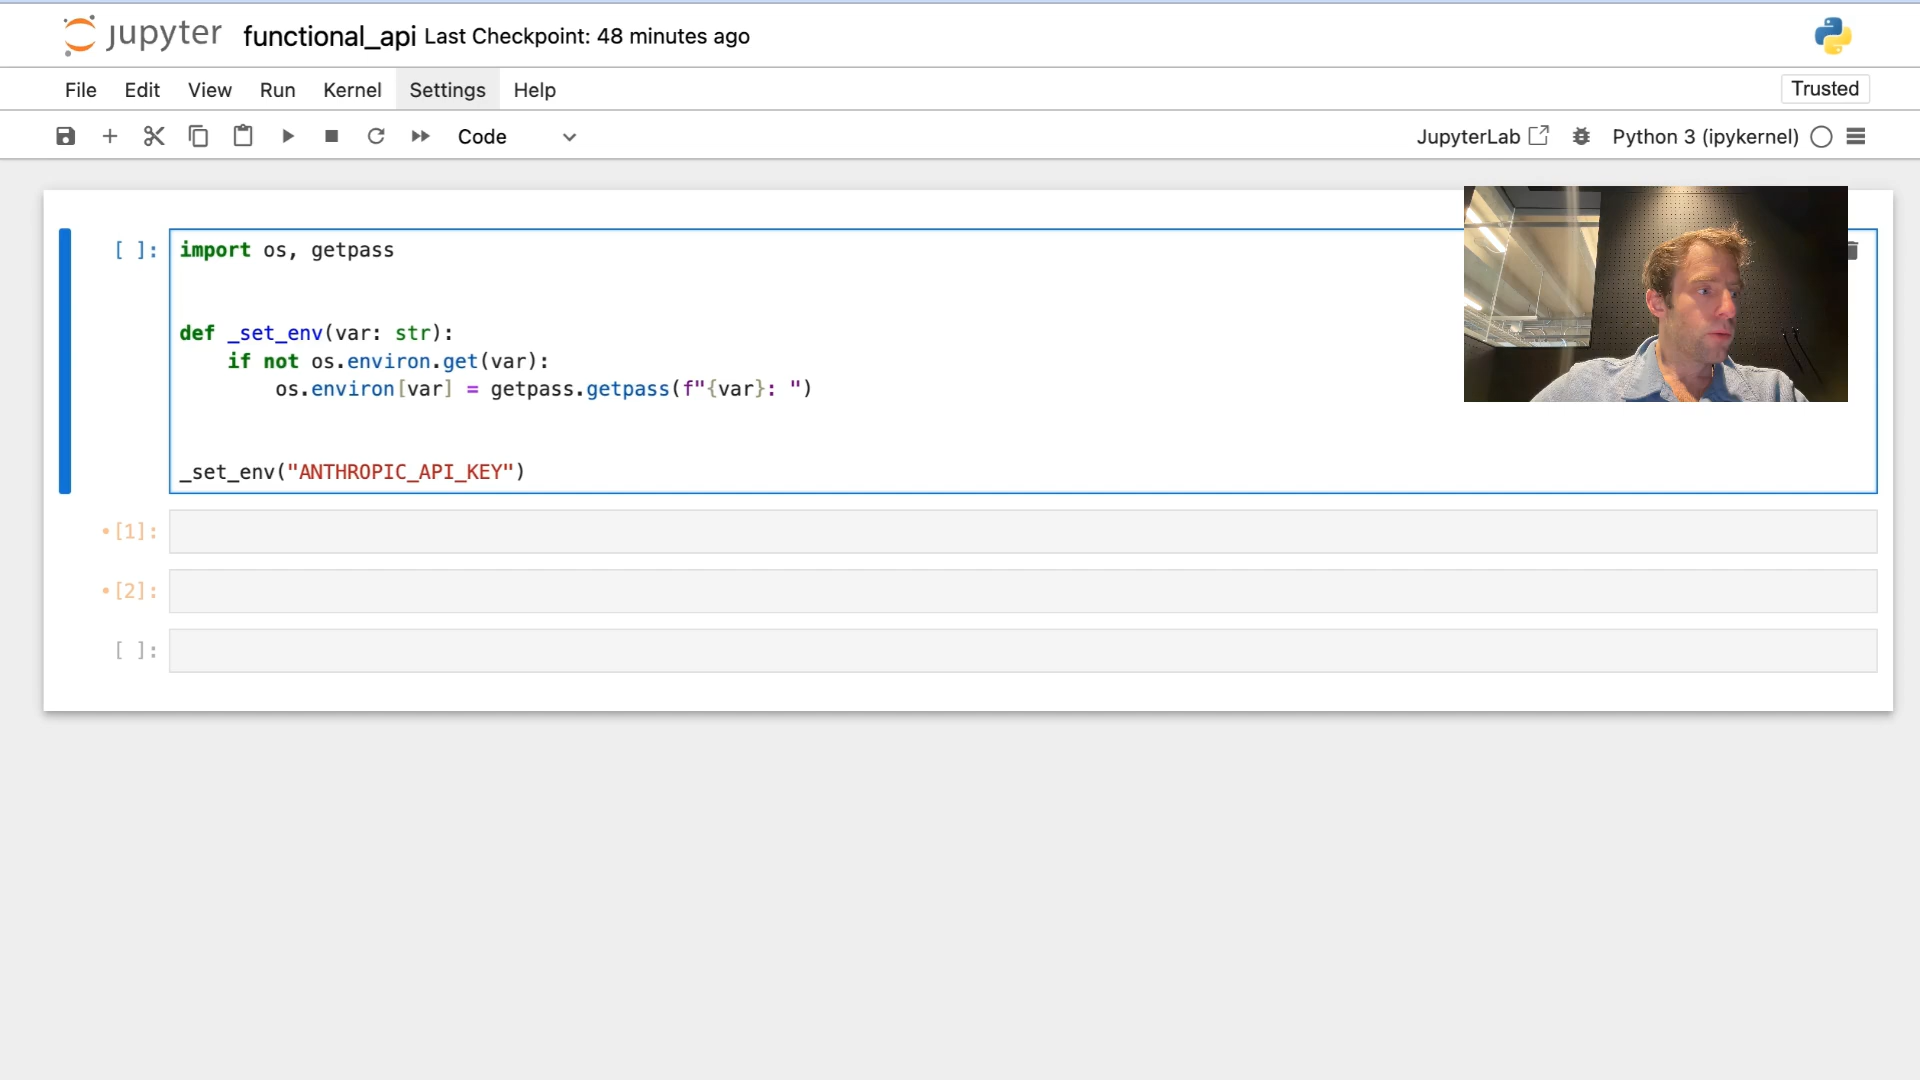 jupyter functional_api Last Checkpoint: 48 minutes ago
File Edit View Run Kernel Settings Help Trusted
Code JupyterLab Python 3 (ipykernel)
[ ]: import os, getpass
def _set_env(var: str):
    if not os.environ.get(var):
        os.environ[var] = getpass.getpass(f"{var}: ")
_set_env("ANTHROPIC_API_KEY")
•[1]:
•[2]:
[ ]: